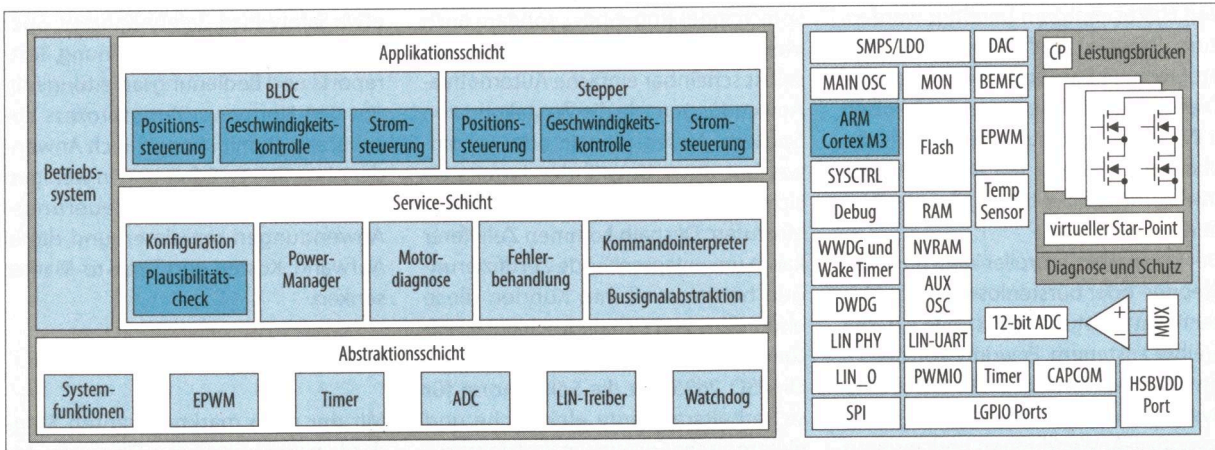 Applikationsschicht
BLDC
Stepper
Positions-
steuerung
Geschwindigkeits-
kontrolle
Strom-
steuerung
Positions-
steuerung
Geschwindigkeits-
kontrolle
Strom-
steuerung
Betriebs-
system
Service-Schicht
Konfiguration
Plausibilitäts-
check
Power-
Manager
Motor-
diagnose
Fehler-
behandlung
Kommandointerpreter
Bussignalabstraktion
Abstraktionsschicht
System-
funktionen
EPWM
Timer
ADC
LIN-Treiber
Watchdog
SMPS/LDO
DAC
MAIN OSC
MON
BEMFC
ARM
Cortex M3
Flash
EPWM
SYSCTRL
Debug
RAM
Temp
Sensor
WWDG und
Wake Timer
NVRAM
DWDG
AUX
OSC
LIN PHY
LIN-UART
LIN_O
PWMIO
Timer
CAPCOM
SPI
LGPIO Ports
HSBVDD
Port
12-bit ADC
+
−
MUX
CP
Leistungsbrücken
virtueller Star-Point
Diagnose und Schutz